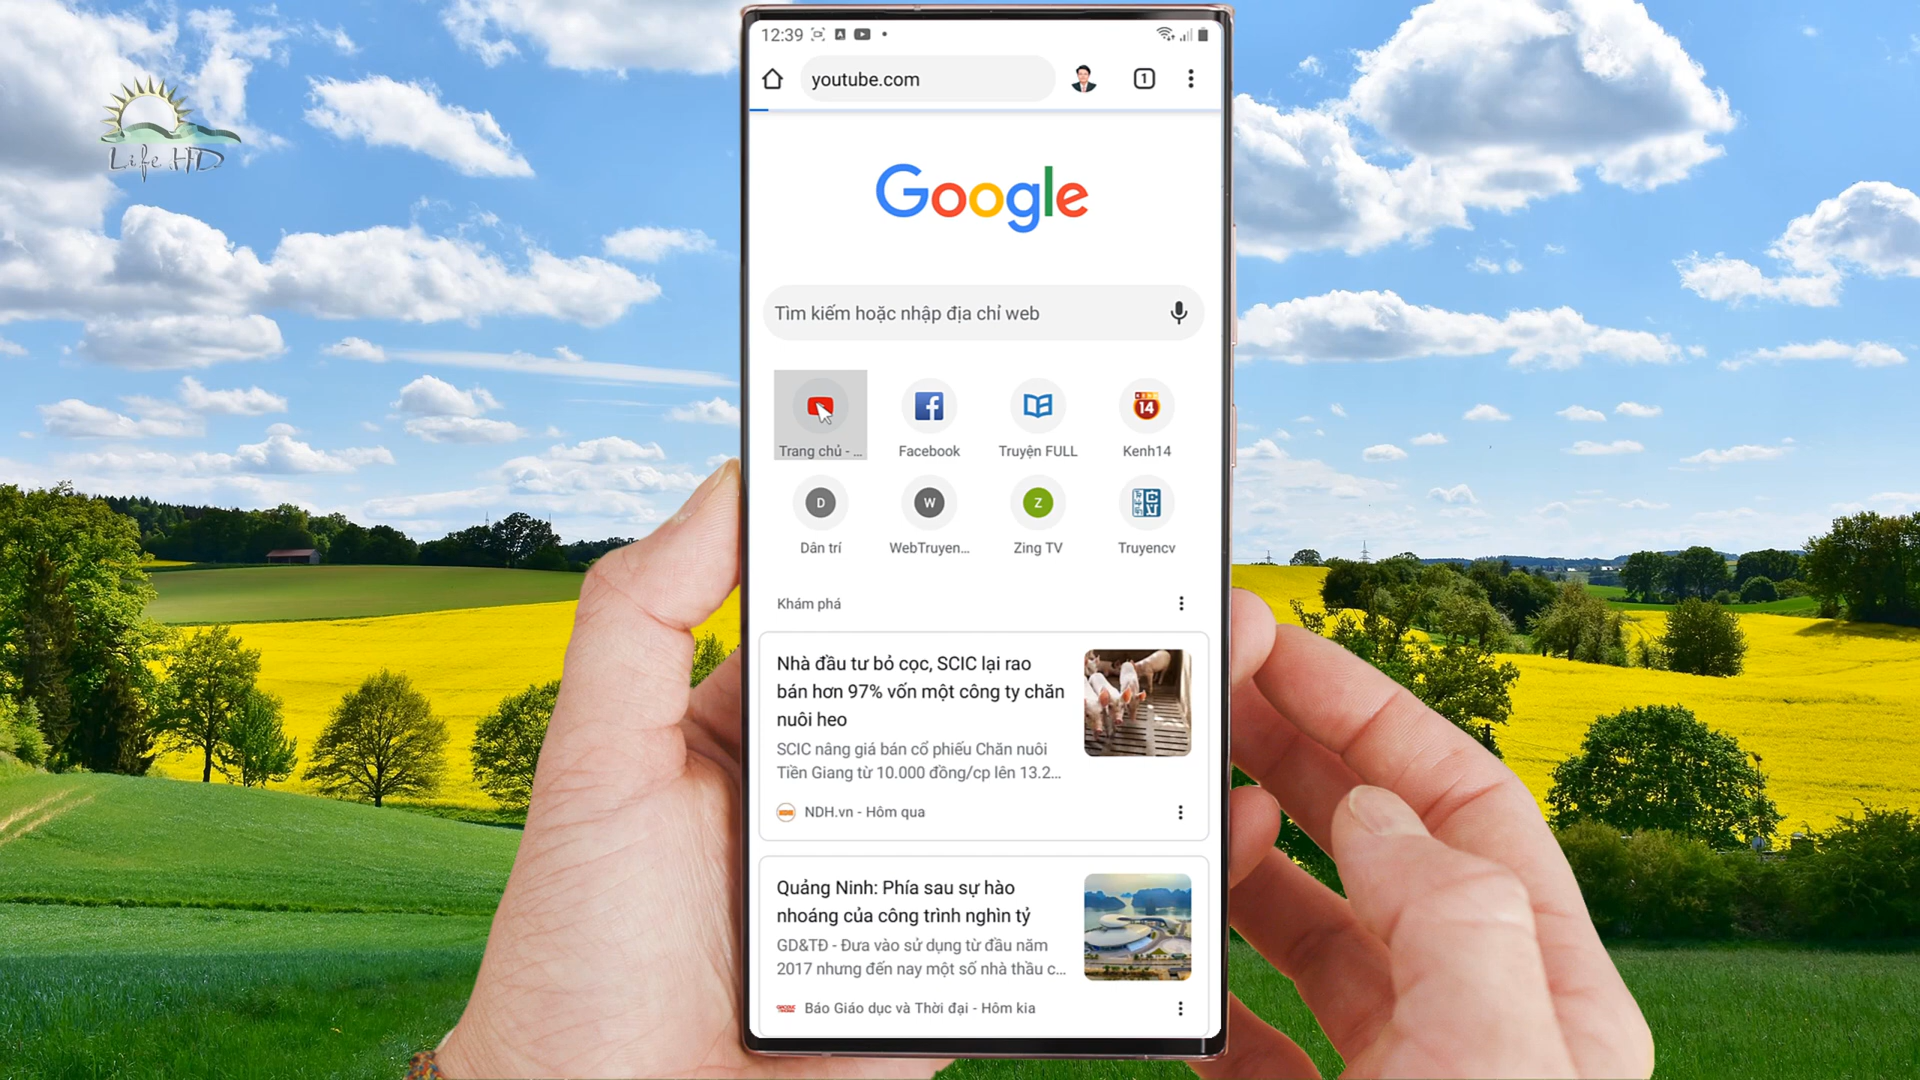 12:39
youtube.com
1
Life HD
Google
Tìm kiếm hoặc nhập địa chỉ web
Trang chủ - ...
Facebook
Truyện FULL
14
Kenh14
D
W
Z
Dân trí
WebTruyen...
Zing TV
Truyencv
Khám phá
Nhà đầu tư bỏ cọc, SCIC lại rao
bán hơn 97% vốn một công ty chăn
nuôi heo
SCIC nâng giá bán cổ phiếu Chăn nuôi
Tiền Giang từ 10.000 đồng/cp lên 13.2...
NDH.vn - Hôm qua
Quảng Ninh: Phía sau sự hào
nhoáng của công trình nghìn tỷ
GD&TĐ - Đưa vào sử dụng từ đầu năm
2017 nhưng đến nay một số nhà thầu c...
Báo Giáo dục và Thời đại - Hôm kia